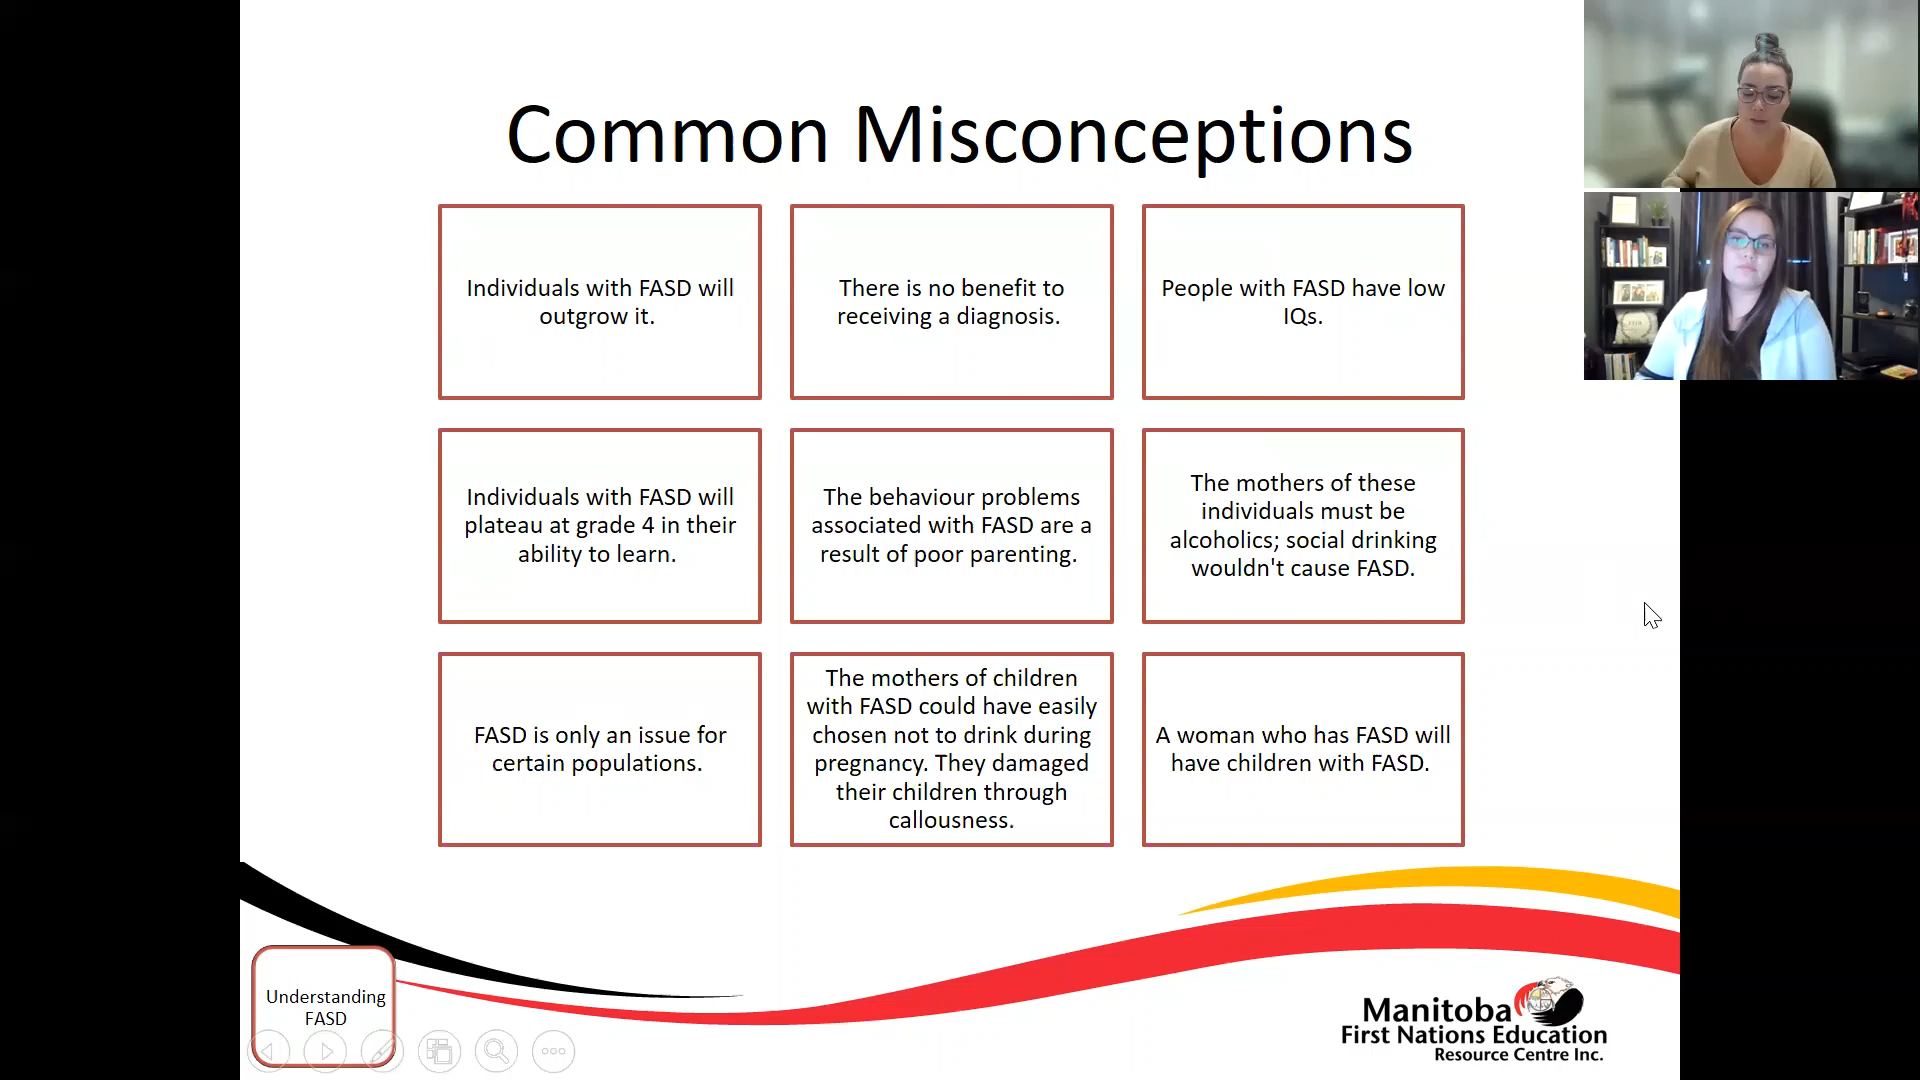 Common Misconceptions
Individuals with FASD will
outgrow it.
There is no benefit to
receiving a diagnosis.
People with FASD have low
IQs.
Individuals with FASD will
plateau at grade 4 in their
ability to learn.
The behaviour problems
associated with FASD are a
result of poor parenting.
The mothers of these
individuals must be
alcoholics; social drinking
wouldn't cause FASD.
FASD is only an issue for
certain populations.
The mothers of children
with FASD could have easily
chosen not to drink during
pregnancy. They damaged
their children through
callousness.
A woman who has FASD will
have children with FASD.
Understanding
FASD
Manitoba
First Nations Education
Resource Centre Inc.